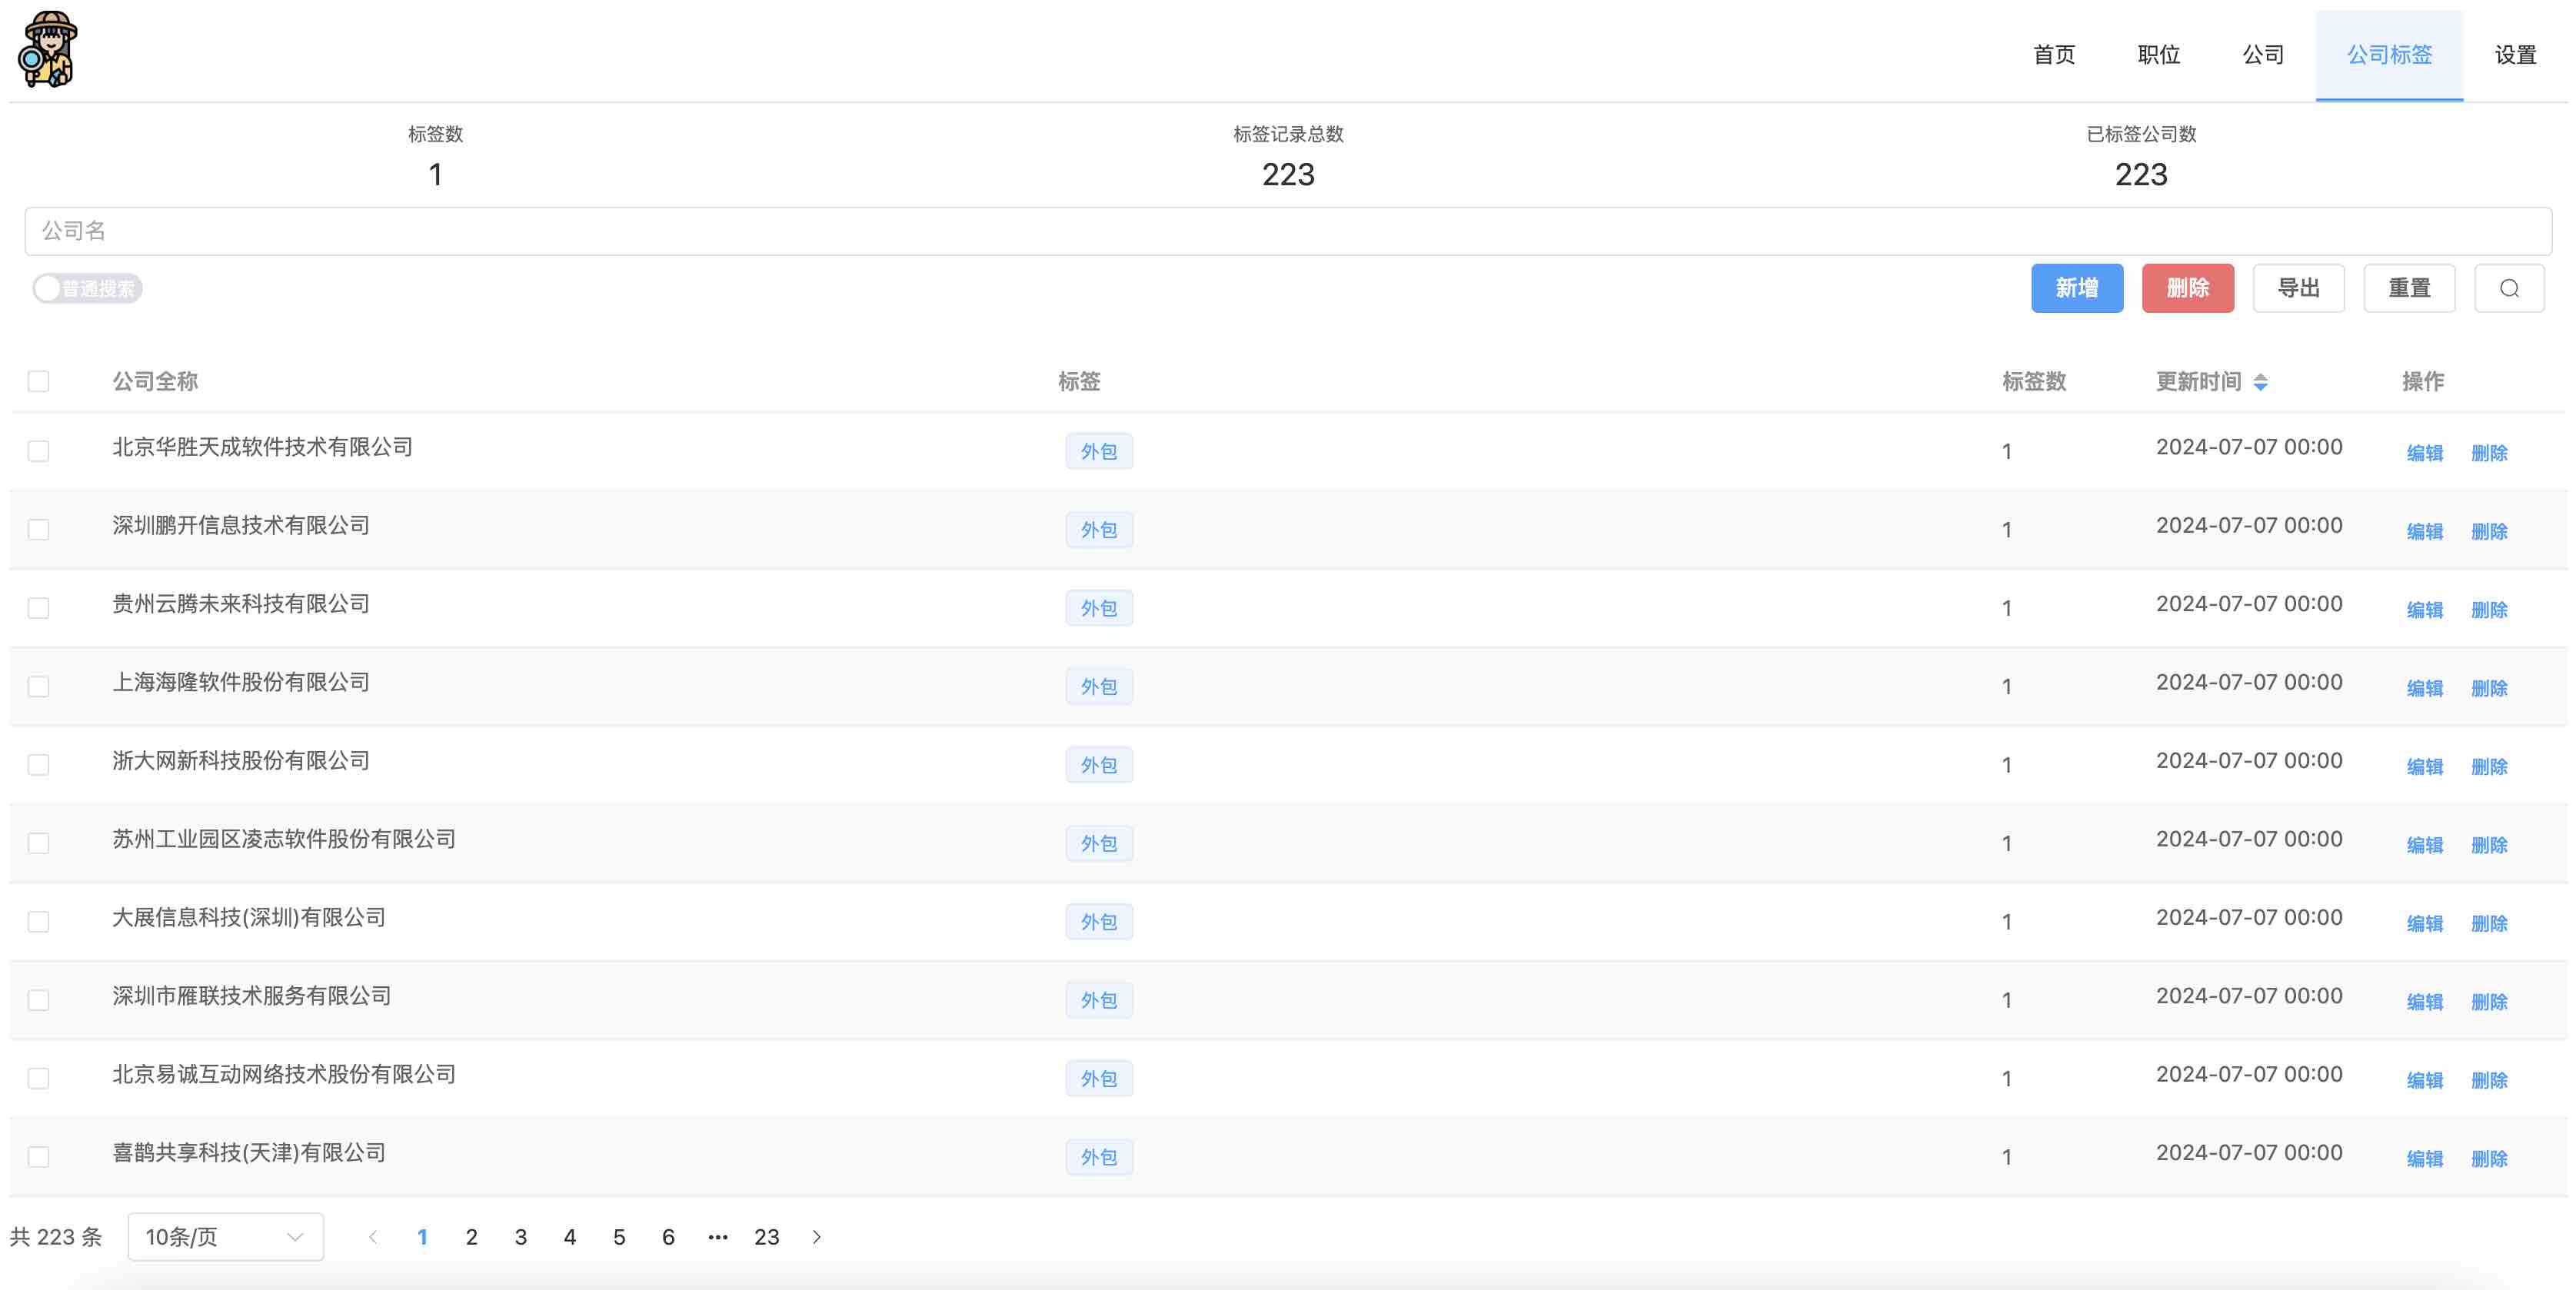 首页 职位 公司 公司标签 设置
标签数 标签记录总数 已标签公司数
1 223 223
公司名
普通搜索 新增 删除 导出 重置
公司全称 标签 标签数 更新时间 操作
北京华胜天成软件技术有限公司 外包 1 2024-07-07 00:00 编辑 删除
深圳鹏开信息技术有限公司 外包 1 2024-07-07 00:00 编辑 删除
贵州云腾未来科技有限公司 外包 1 2024-07-07 00:00 编辑 删除
上海海隆软件股份有限公司 外包 1 2024-07-07 00:00 编辑 删除
浙大网新科技股份有限公司 外包 1 2024-07-07 00:00 编辑 删除
苏州工业园区凌志软件股份有限公司 外包 1 2024-07-07 00:00 编辑 删除
大展信息科技(深圳)有限公司 外包 1 2024-07-07 00:00 编辑 删除
深圳市雁联技术服务有限公司 外包 1 2024-07-07 00:00 编辑 删除
北京易诚互动网络技术股份有限公司 外包 1 2024-07-07 00:00 编辑 删除
喜鹊共享科技(天津)有限公司 外包 1 2024-07-07 00:00 编辑 删除
共 223 条 10条/页 1 2 3 4 5 6 ··· 23